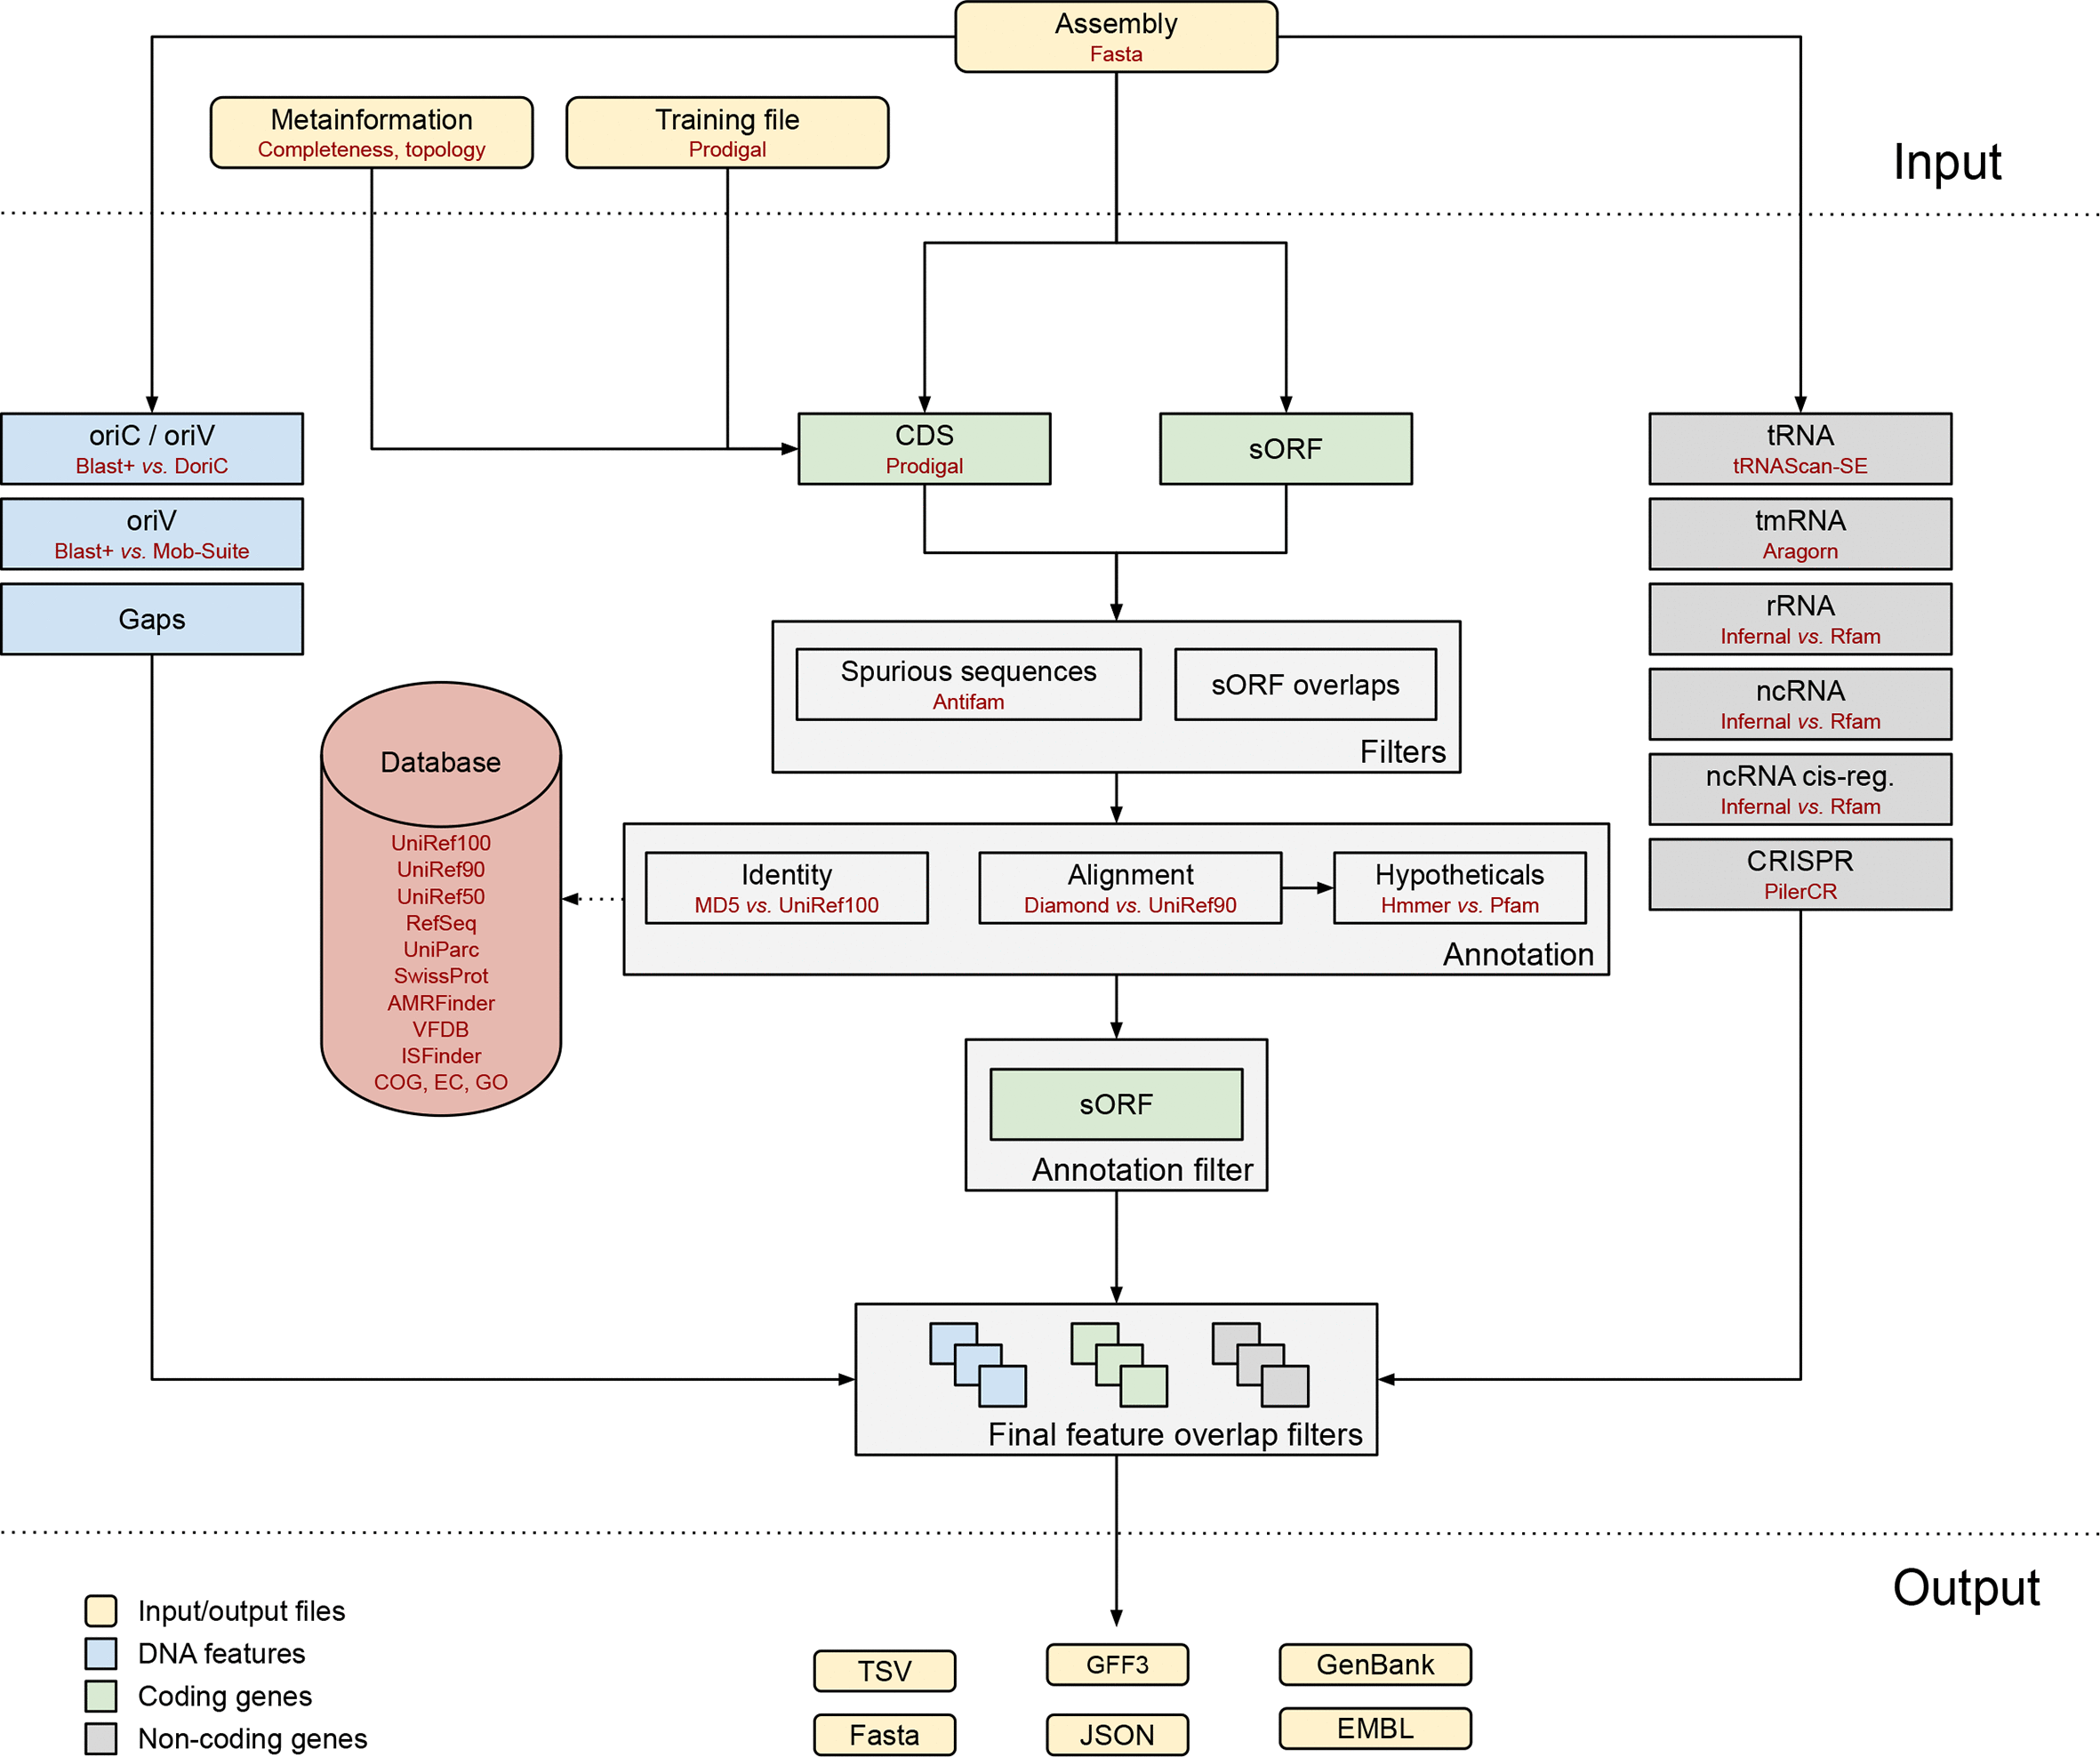 Assembly
Fasta
Metainformation
Completeness, topology
Training file
Prodigal
Input
oriC / oriV
Blast+ vs. DoriC
oriV
Blast+ vs. Mob-Suite
Gaps
CDS
Prodigal
sORF
tRNA
tRNAScan-SE
tmRNA
Aragorn
rRNA
Infernal vs. Rfam
ncRNA
Infernal vs. Rfam
ncRNA cis-reg.
Infernal vs. Rfam
CRISPR
PilerCR
Spurious sequences
Antifam
sORF overlaps
Filters
Database
UniRef100
UniRef90
UniRef50
RefSeq
UniParc
SwissProt
AMRFinder
VFDB
ISFinder
COG, EC, GO
Identity
MD5 vs. UniRef100
Alignment
Diamond vs. UniRef90
Hypotheticals
Hmmer vs. Pfam
Annotation
sORF
Annotation filter
Final feature overlap filters
Output
Input/output files
DNA features
Coding genes
Non-coding genes
TSV
GFF3
GenBank
Fasta
JSON
EMBL